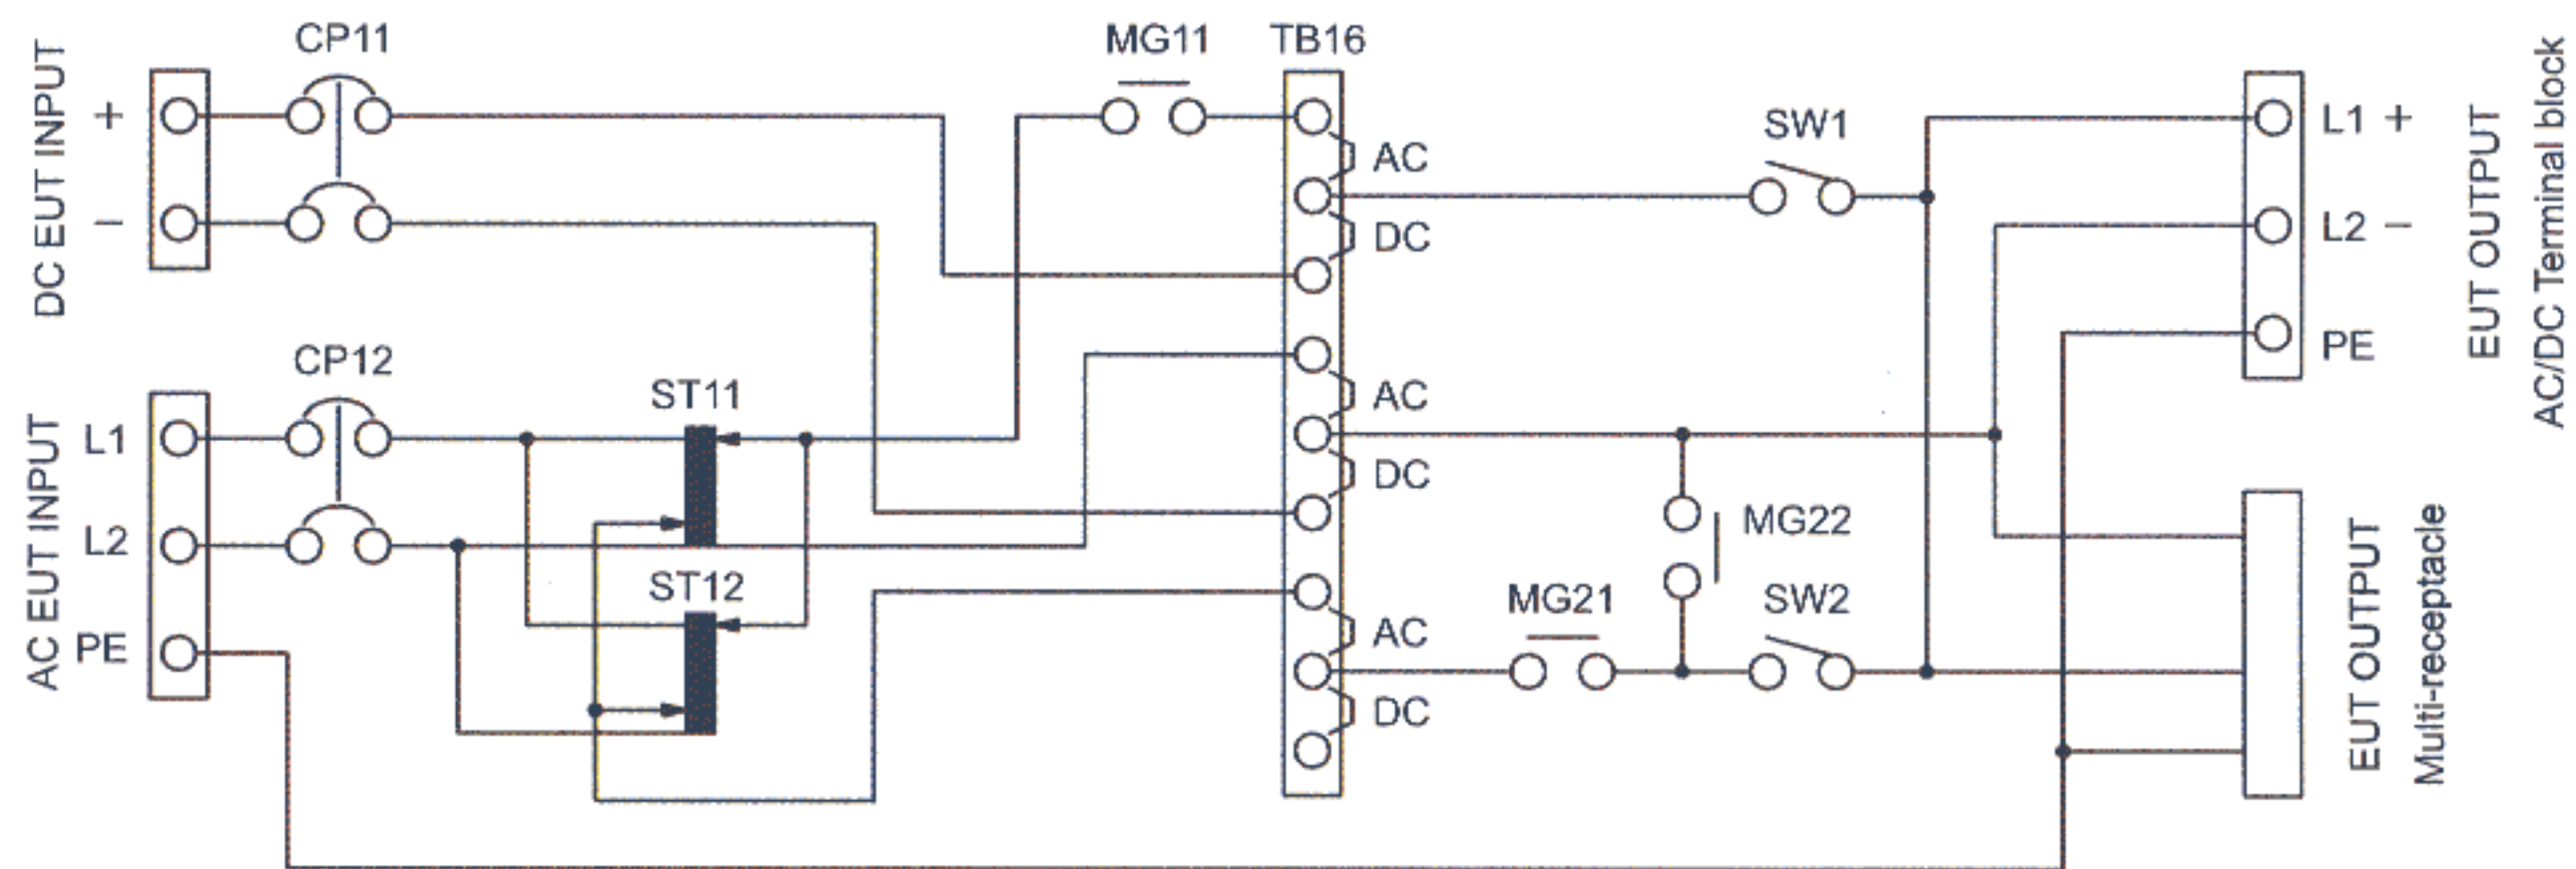 DC EUT INPUT
+
−
CP11
MG11
TB16
AC
DC
SW1
L1 +
L2 −
PE
EUT OUTPUT
AC/DC Terminal block
AC EUT INPUT
L1
L2
PE
CP12
ST11
ST12
AC
DC
MG22
MG21
SW2
AC
DC
EUT OUTPUT
Multi-receptacle